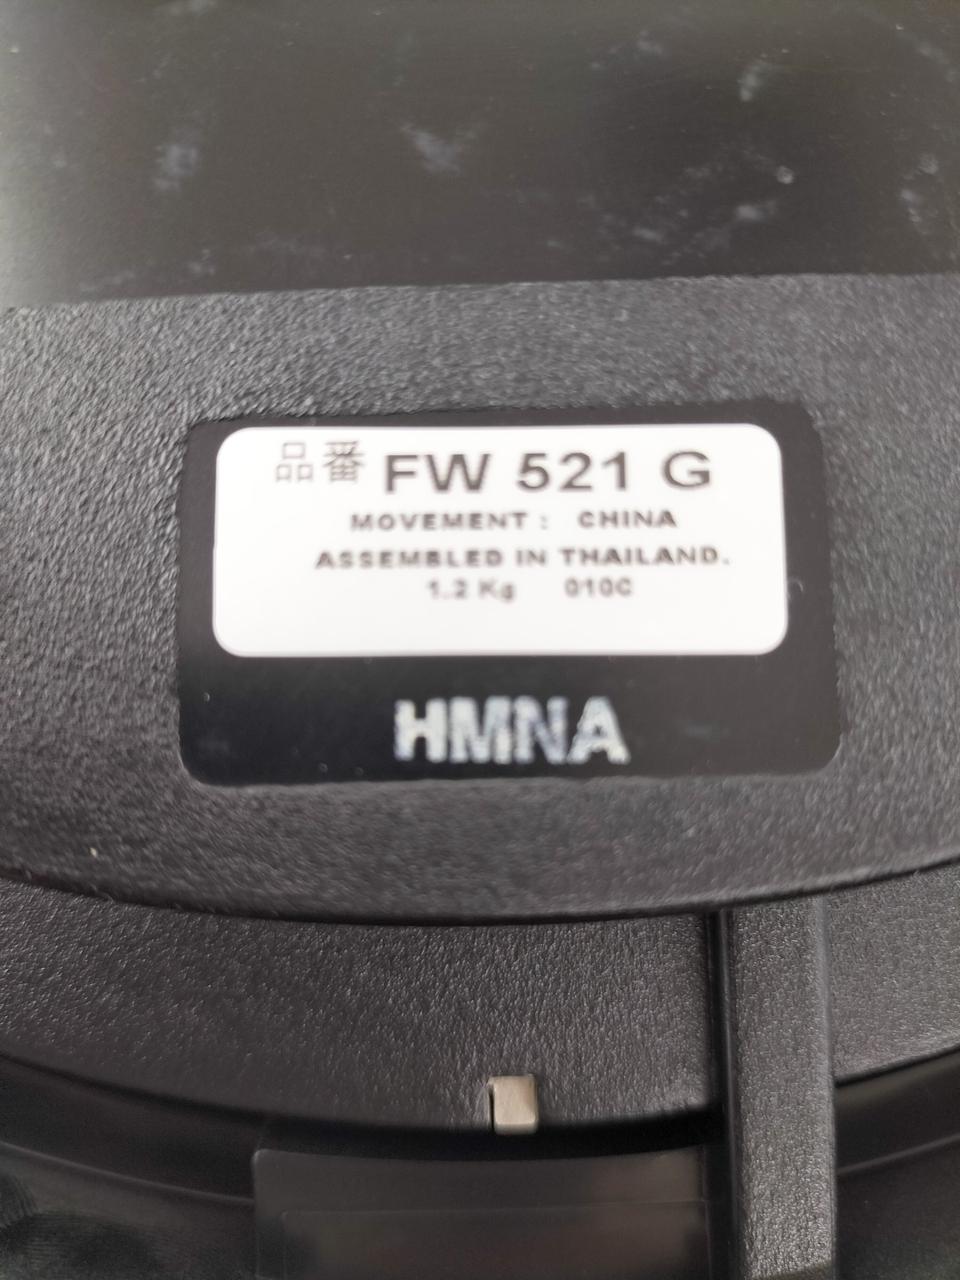 品番 FW 521 G
MOVEMENT : CHINA
ASSEMBLED IN THAILAND.
1.2 Kg 010C
HMNA